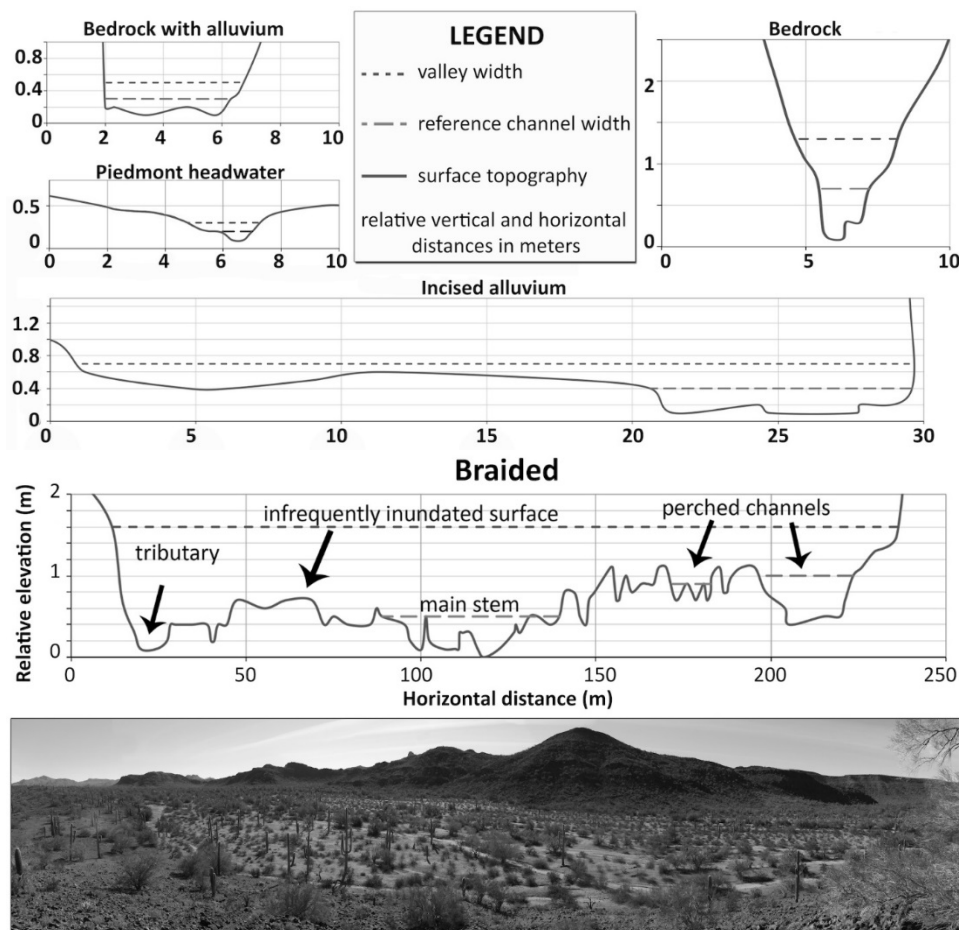 Bedrock with alluvium
0.8
0.4
0
0 2 4 6 8 10
Piedmont headwater
0.5
0
0 2 4 6 8 10
LEGEND
valley width
reference channel width
surface topography
relative vertical and horizontal
distances in meters
Bedrock
2
1
0
0 5 10
Incised alluvium
1.2
0.8
0.4
0
0 5 10 15 20 25 30
Braided
Relative elevation (m)
2
1
0
tributary
infrequently inundated surface
main stem
perched channels
0 50 100 150 200 250
Horizontal distance (m)